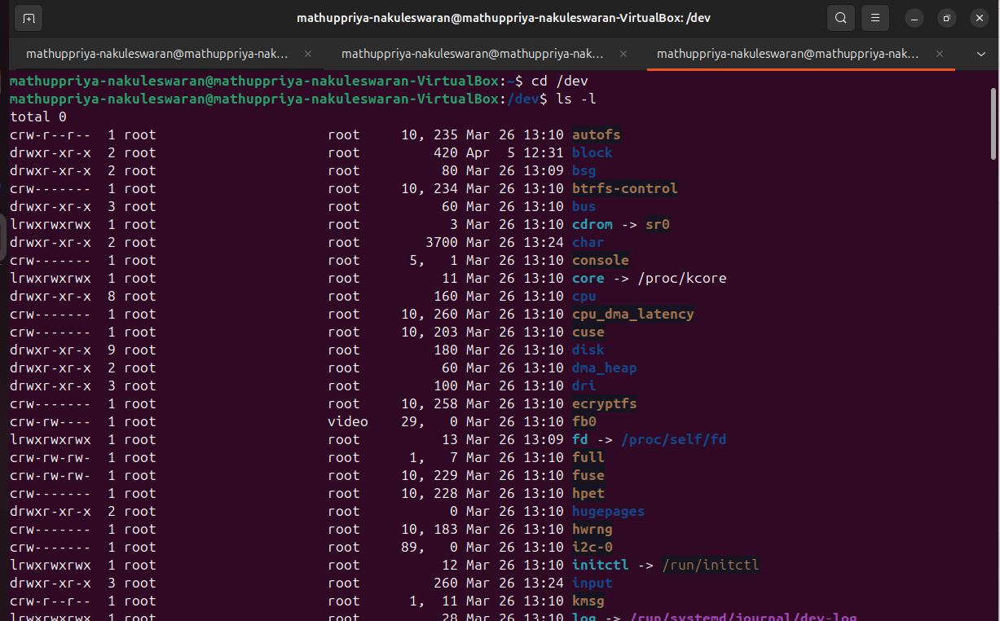 mathuppriya-nakuleswaran@mathuppriya-nakuleswaran-VirtualBox: /dev
mathuppriya-nakuleswaran@mathuppriya-nak... mathuppriya-nakuleswaran@mathuppriya-nak... mathuppriya-nakuleswaran@mathuppriya-nak...
mathuppriya-nakuleswaran@mathuppriya-nakuleswaran-VirtualBox:~$ cd /dev
mathuppriya-nakuleswaran@mathuppriya-nakuleswaran-VirtualBox:/dev$ ls -l
total 0
crw-r--r--  1 root                     root     10, 235 Mar 26 13:10 autofs
drwxr-xr-x  2 root                     root         420 Apr  5 12:31 block
drwxr-xr-x  2 root                     root          80 Mar 26 13:09 bsg
crw-------  1 root                     root     10, 234 Mar 26 13:10 btrfs-control
drwxr-xr-x  3 root                     root          60 Mar 26 13:10 bus
lrwxrwxrwx  1 root                     root           3 Mar 26 13:10 cdrom -> sr0
drwxr-xr-x  2 root                     root        3700 Mar 26 13:24 char
crw-------  1 root                     root      5,   1 Mar 26 13:10 console
lrwxrwxrwx  1 root                     root          11 Mar 26 13:10 core -> /proc/kcore
drwxr-xr-x  8 root                     root         160 Mar 26 13:10 cpu
crw-------  1 root                     root     10, 260 Mar 26 13:10 cpu_dma_latency
crw-------  1 root                     root     10, 203 Mar 26 13:10 cuse
drwxr-xr-x  9 root                     root         180 Mar 26 13:10 disk
drwxr-xr-x  2 root                     root          60 Mar 26 13:10 dma_heap
drwxr-xr-x  3 root                     root         100 Mar 26 13:10 dri
crw-------  1 root                     root     10, 258 Mar 26 13:10 ecryptfs
crw-rw----  1 root                     video    29,   0 Mar 26 13:10 fb0
lrwxrwxrwx  1 root                     root          13 Mar 26 13:09 fd -> /proc/self/fd
crw-rw-rw-  1 root                     root      1,   7 Mar 26 13:10 full
crw-rw-rw-  1 root                     root     10, 229 Mar 26 13:10 fuse
crw-------  1 root                     root     10, 228 Mar 26 13:10 hpet
drwxr-xr-x  2 root                     root           0 Mar 26 13:10 hugepages
crw-------  1 root                     root     10, 183 Mar 26 13:10 hwrng
crw-------  1 root                     root     89,   0 Mar 26 13:10 i2c-0
lrwxrwxrwx  1 root                     root          12 Mar 26 13:10 initctl -> /run/initctl
drwxr-xr-x  3 root                     root         260 Mar 26 13:24 input
crw-r--r--  1 root                     root      1,  11 Mar 26 13:10 kmsg
lrwxrwxrwx  1 root                     root          28 Mar 26 13:10 log -> /run/systemd/journal/dev-log